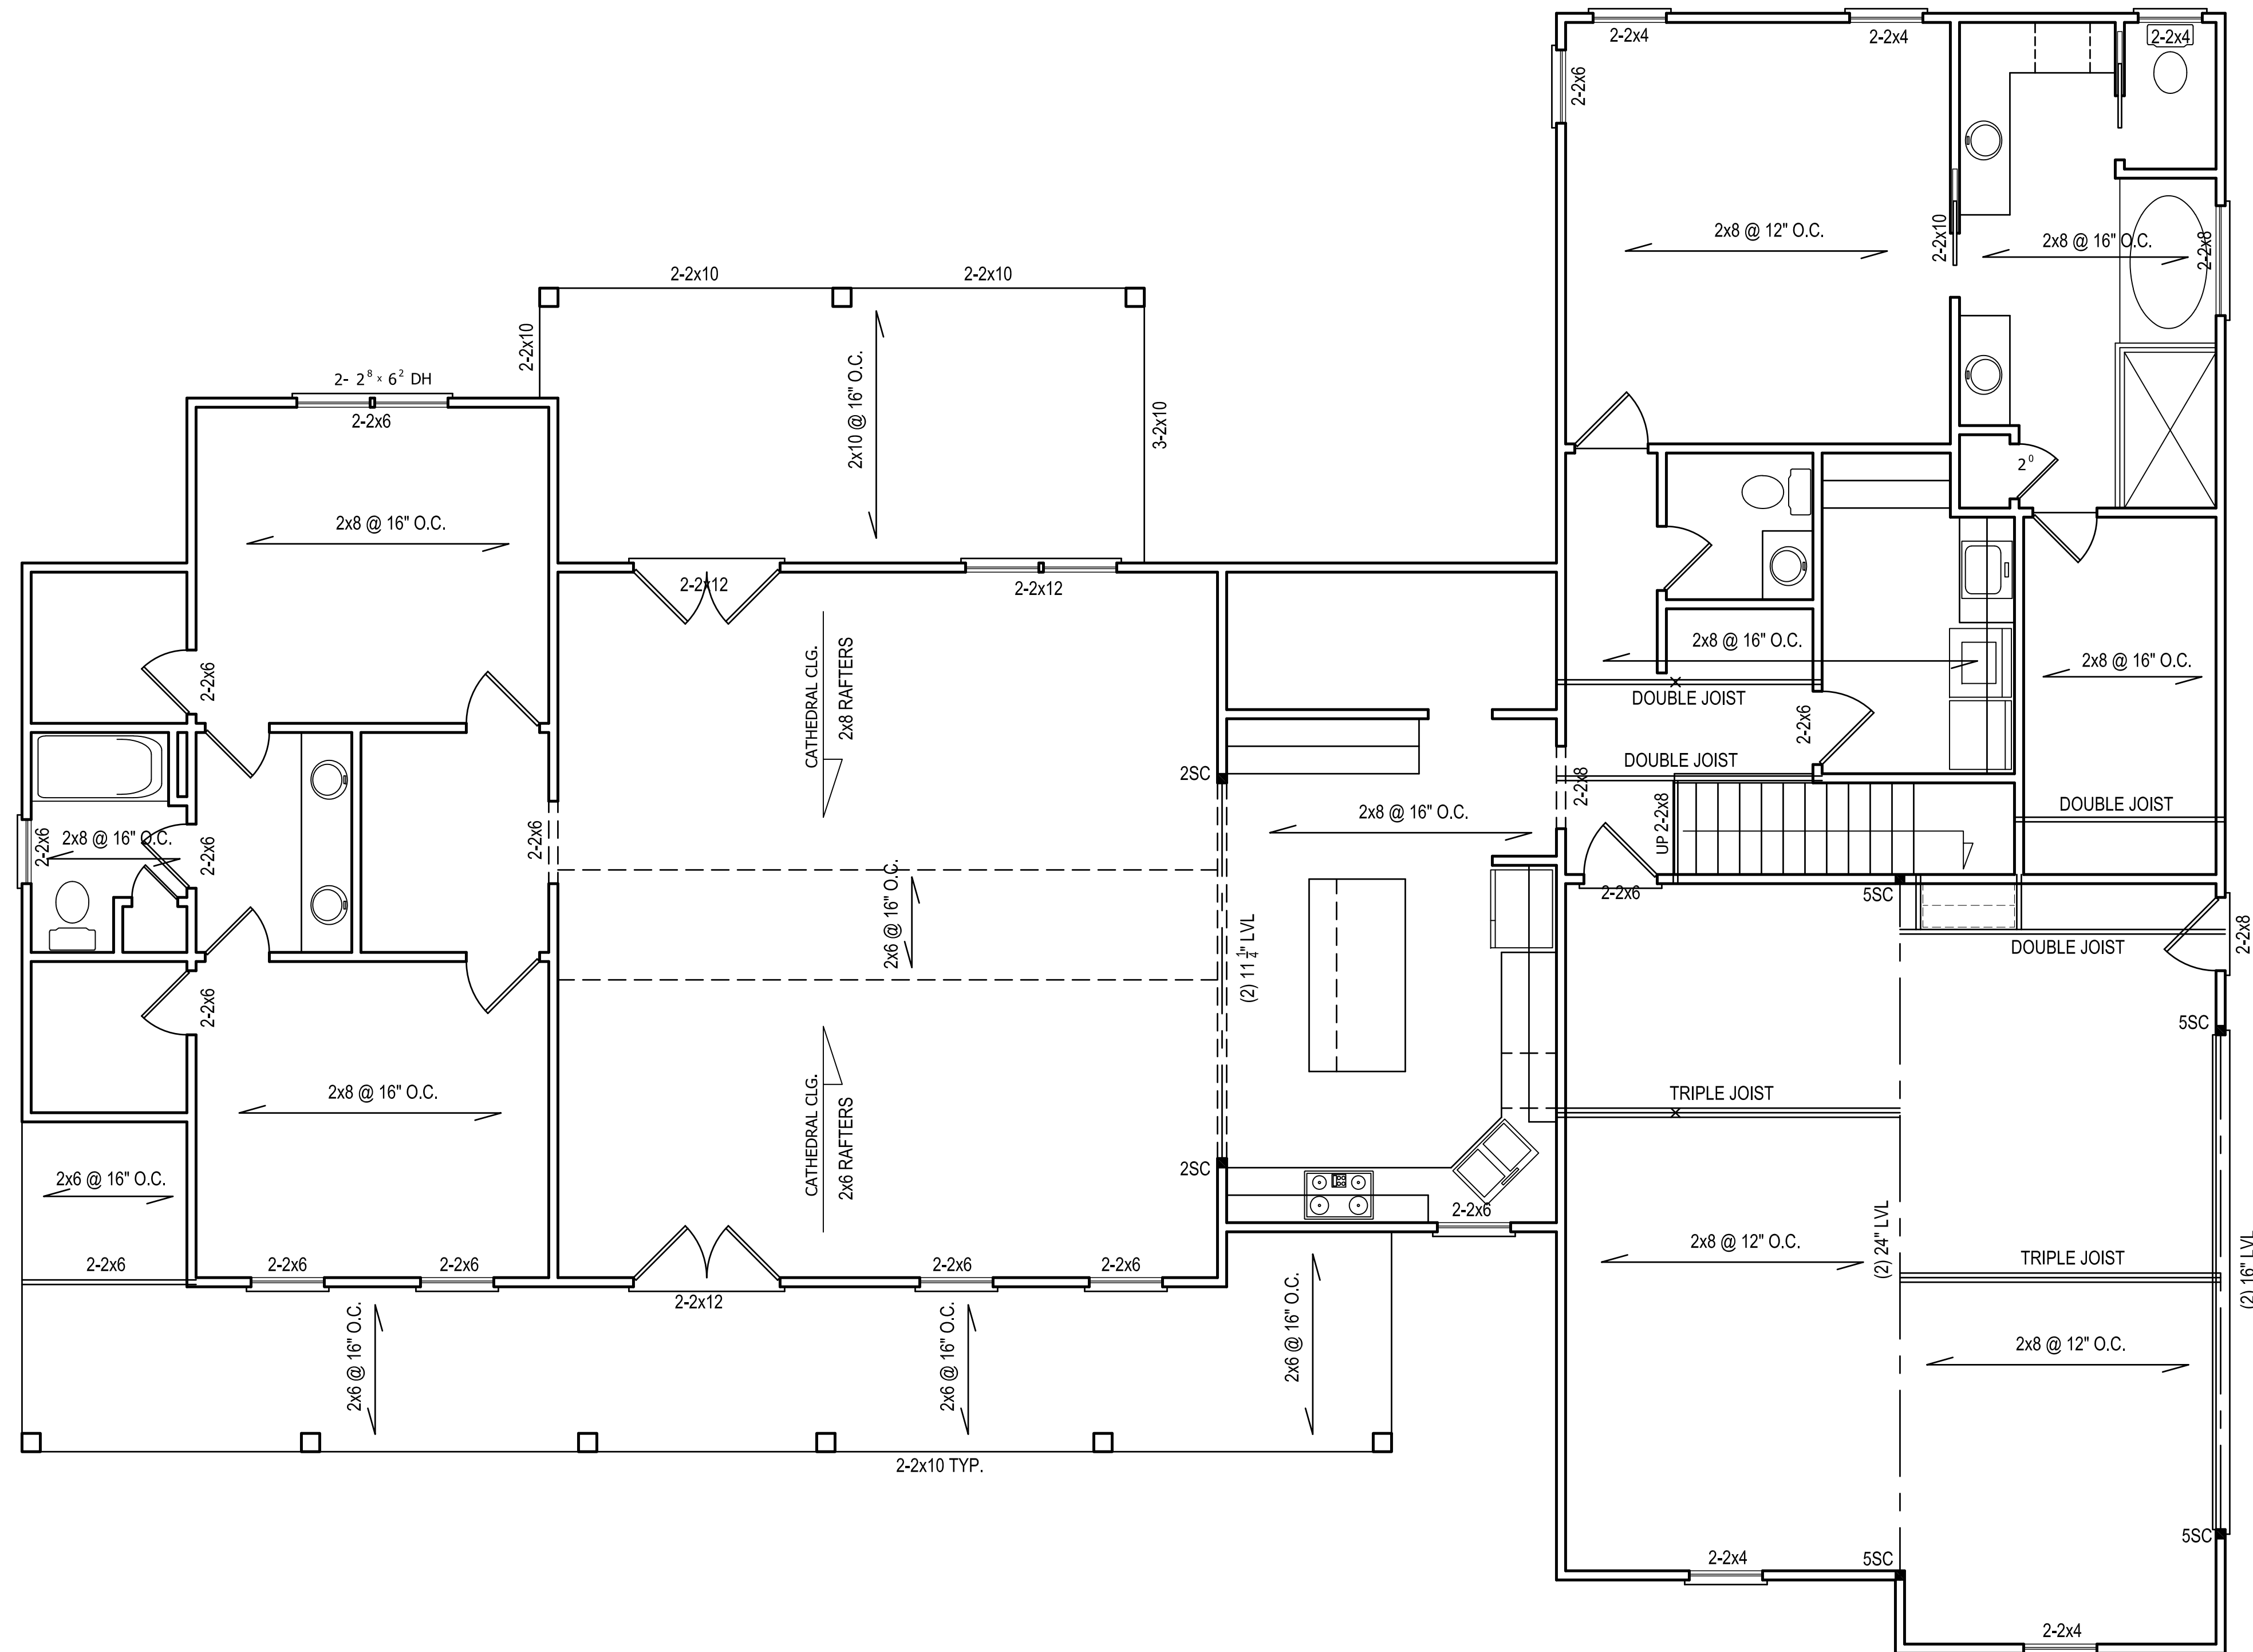 2-2x4
2-2x4
2-2x4
2-2x6
2x8 @ 12" O.C.
2-2x10
2x8 @ 16" O.C.
2-2x8
2-2x10
2-2x10
2-2x10
2x10 @ 16" O.C.
3-2x10
2- 2⁸ x 6² DH
2-2x6
2⁰
2x8 @ 16" O.C.
2-2x12
2-2x12
2-2x6
CATHEDRAL CLG.
2x8 RAFTERS
2x8 @ 16" O.C.
2x8 @ 16" O.C.
DOUBLE JOIST
2-2x6
2SC
DOUBLE JOIST
2-2x8
UP 2-2x8
DOUBLE JOIST
2x8 @ 16" O.C.
2-2x6
2x8 @ 16" O.C.
2-2x6
2-2x6
2x6 @ 16" O.C.
2-2x6
5SC
(2) 11 1/4" LVL
DOUBLE JOIST
2-2x8
2-2x6
5SC
2x8 @ 16" O.C.
CATHEDRAL CLG.
2x6 RAFTERS
TRIPLE JOIST
2SC
2x6 @ 16" O.C.
2-2x6
2-2x6
2-2x6
2-2x6
2-2x12
2-2x6
2-2x6
2x8 @ 12" O.C.
(2) 24" LVL
TRIPLE JOIST
(2) 16" LVL
2x6 @ 16" O.C.
2x6 @ 16" O.C.
2x6 @ 16" O.C.
2x8 @ 12" O.C.
2-2x10 TYP.
5SC
5SC
2-2x4
2-2x4